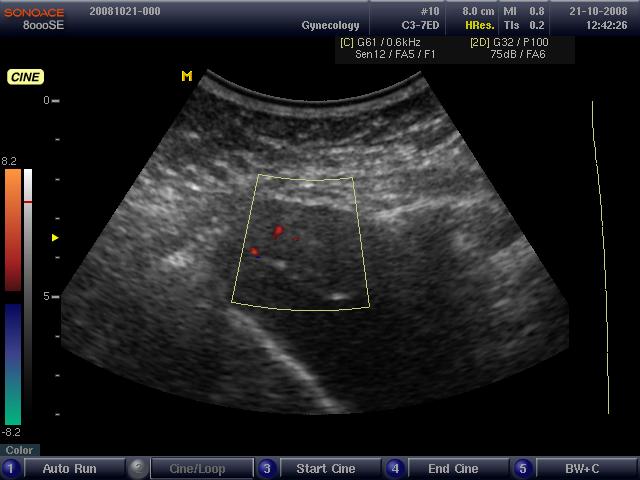 SONOACE 20081021-000 #10 8.0 cm MI 0.8 21-10-2008
8000SE Gynecology C3-7ED HRes. TIs 0.2 12:42:26
[C] G61 / 0.6kHz [2D] G32 / P100
Sen12 / FA5 / F1 75dB / FA6
CINE
M
0
8.2
5
-8.2
Color
1 Auto Run 2 Cine/Loop 3 Start Cine 4 End Cine 5 BW+C